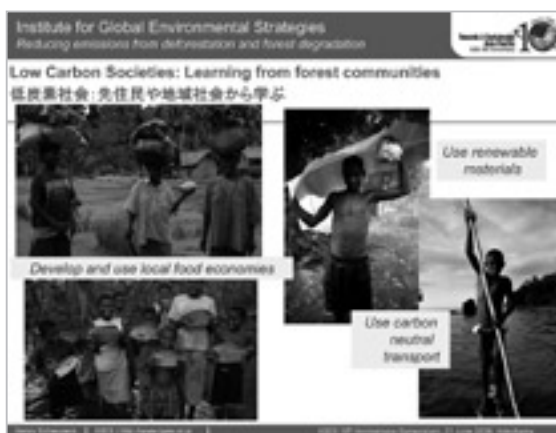 Institute for Global Environmental Strategies
Reducing emissions from deforestation and forest degradation
Low Carbon Societies: Learning from forest communities
低炭素社会：先住民や地域社会から学ぶ
Use renewable
materials
Develop and use local food economies
Use carbon
neutral
transport